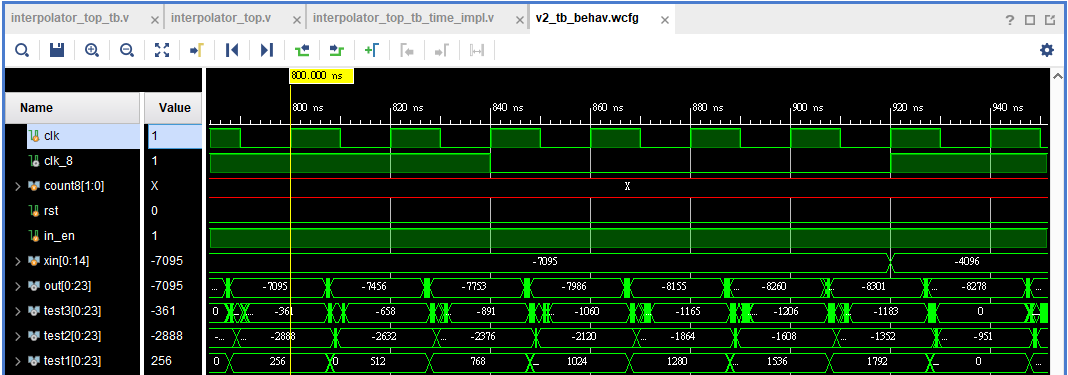 interpolator_top_tb.v × interpolator_top.v × interpolator_top_tb_time_impl.v × v2_tb_behav.wcfg × ?
800.000 ns
Name Value
800 ns 820 ns 840 ns 860 ns 880 ns 900 ns 920 ns 940 ns
clk 1
clk_8 1
count8[1:0] X X
rst 0
in_en 1
xin[0:14] -7095 -7095 -4096
out[0:23] -7095 ... -7095 -7456 -7753 -7986 -8155 -8260 -8301 -8278 ...
test3[0:23] -361 0 -361 -658 -891 -1060 -1165 -1206 -1183 0
test2[0:23] -2888 -... -2888 -2632 -2376 -2120 -1864 -1608 -1352 -951 ...
test1[0:23] 256 0 256 0 512 768 1024 1280 1536 1792 0 ...